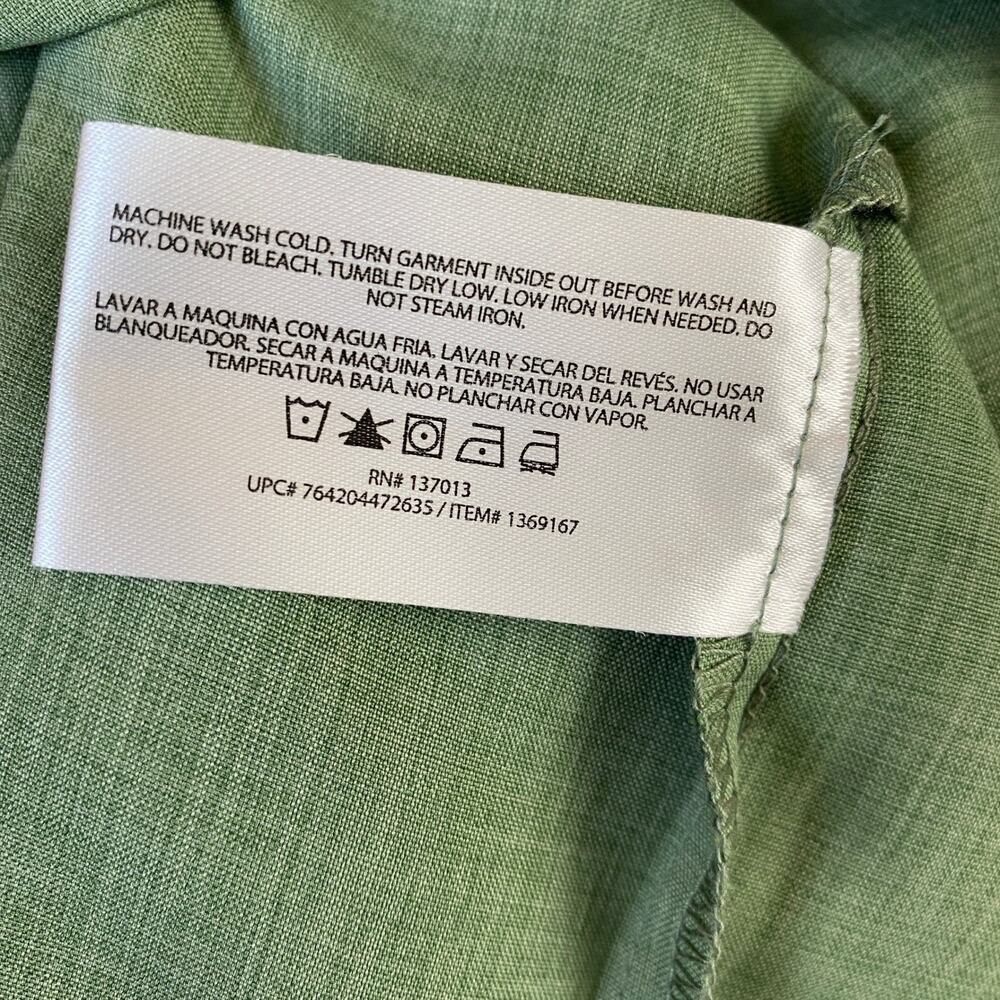 MACHINE WASH COLD. TURN GARMENT INSIDE OUT BEFORE WASH AND
DRY. DO NOT BLEACH. TUMBLE DRY LOW. LOW IRON WHEN NEEDED. DO
NOT STEAM IRON.
LAVAR A MAQUINA CON AGUA FRIA. LAVAR Y SECAR DEL REVÉS. NO USAR
BLANQUEADOR. SECAR A MAQUINA A TEMPERATURA BAJA. PLANCHAR A
TEMPERATURA BAJA. NO PLANCHAR CON VAPOR.
RN# 137013
UPC# 764204472635 / ITEM# 1369167